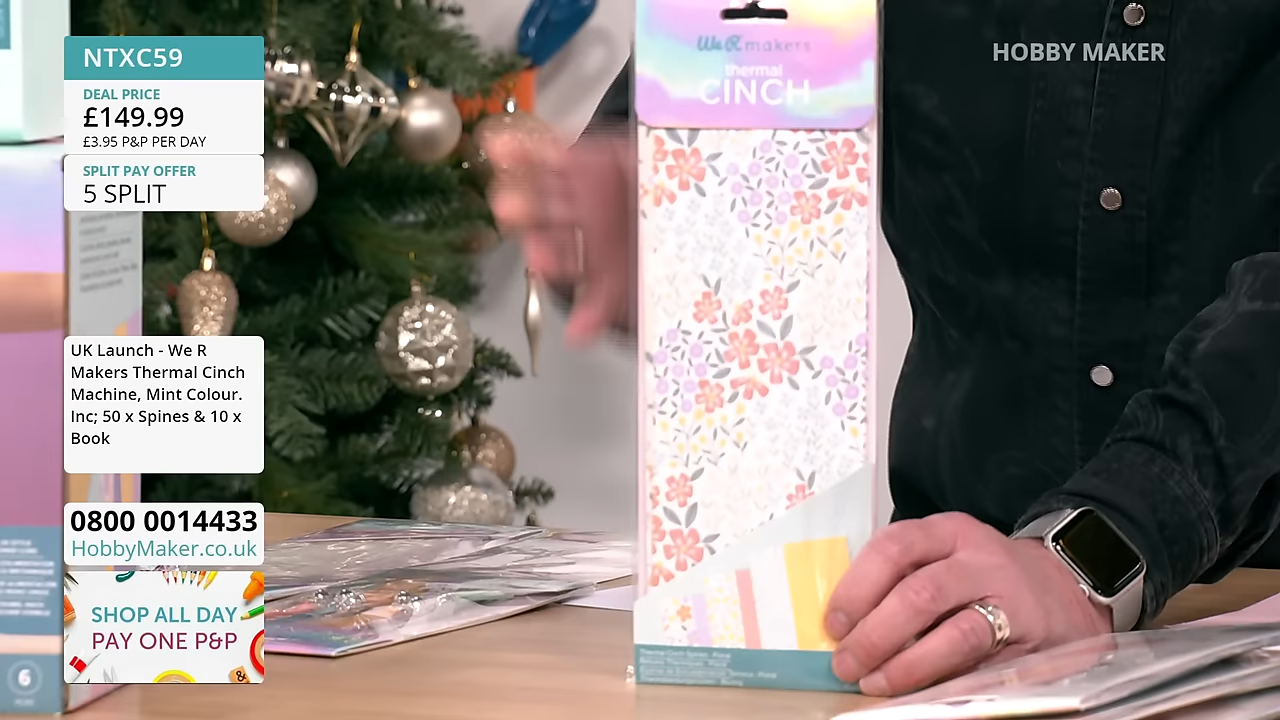 NTXC59
DEAL PRICE
£149.99
£3.95 P&P PER DAY
SPLIT PAY OFFER
5 SPLIT
UK Launch - We R
Makers Thermal Cinch
Machine, Mint Colour.
Inc; 50 x Spines & 10 x
Book
0800 0014433
HobbyMaker.co.uk
SHOP ALL DAY
PAY ONE P&P
&
6
We R makers
thermal
CINCH
HOBBY MAKER